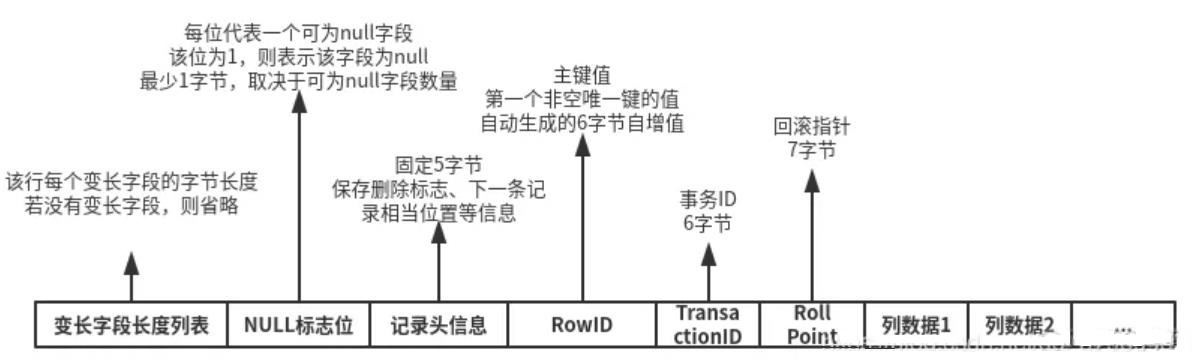 每位代表一个可为null字段
该位为1，则表示该字段为null
最少1字节，取决于可为null字段数量
主键值
第一个非空唯一键的值
自动生成的6字节自增值
回滚指针
7字节
固定5字节
保存删除标志、下一条记
录相当位置等信息
该行每个变长字段的字节长度
若没有变长字段，则省略
事务ID
6字节
变长字段长度列表
NULL标志位
记录头信息
RowID
Transa
ctionID
Roll
Point
列数据1
列数据2
...